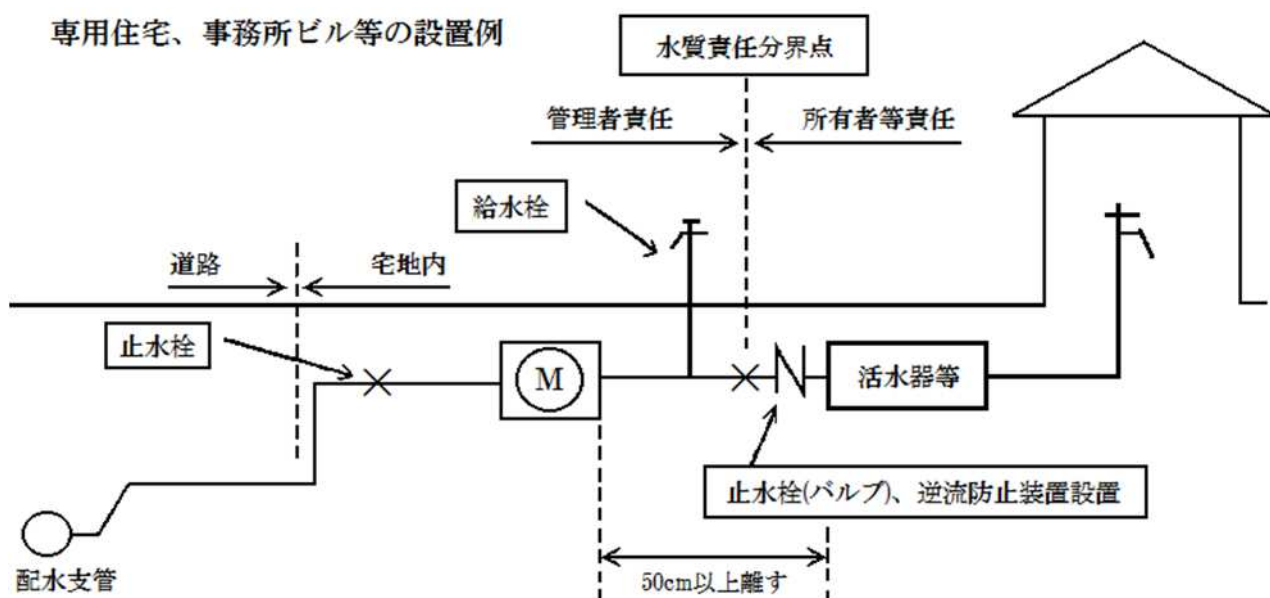 専用住宅、事務所ビル等の設置例
水質責任分界点
管理者責任
所有者等責任
給水栓
道路
宅地内
止水栓
M
活水器等
止水栓(バルブ)、逆流防止装置設置
50cm以上離す
配水支管